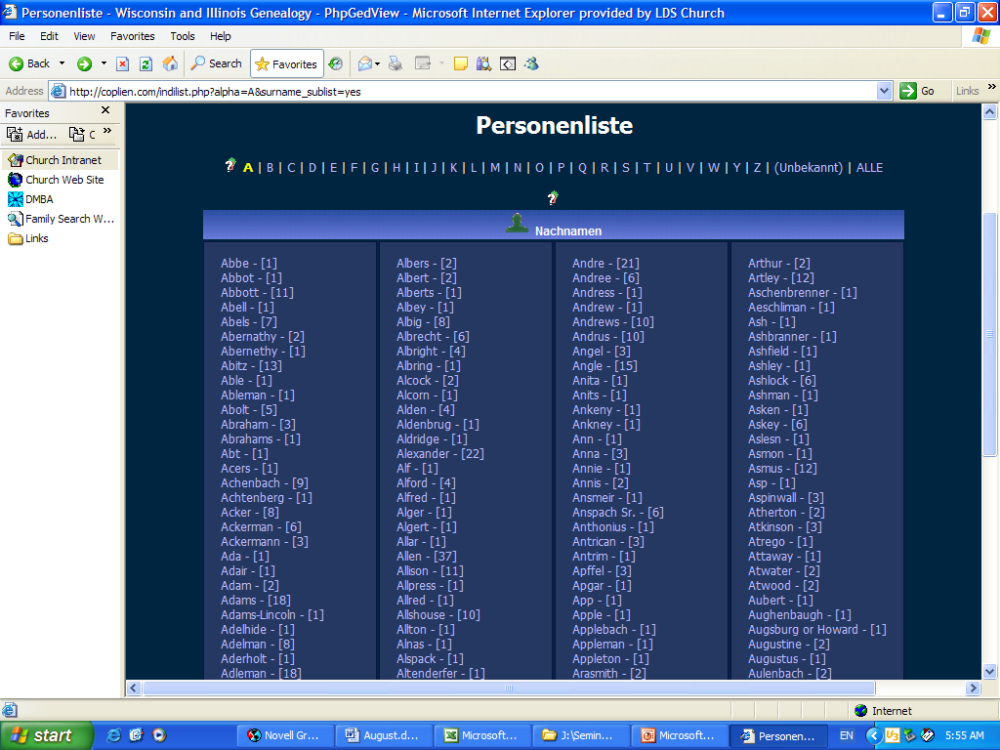 Personenliste - Wisconsin and Illinois Genealogy - PhpGedView - Microsoft Internet Explorer provided by LDS Church
File Edit View Favorites Tools Help
Back Search Favorites
Address http://coplien.com/indilist.php?alpha=A&surname_sublist=yes Go Links »
Favorites
Add... C »
Church Intranet
Church Web Site
DMBA
Family Search W...
Links
Personenliste
? A | B | C | D | E | F | G | H | I | J | K | L | M | N | O | P | Q | R | S | T | U | V | W | Y | Z | (Unbekannt) | ALLE
?
Nachnamen
Abbe - [1]
Abbot - [1]
Abbott - [11]
Abell - [1]
Abels - [7]
Abernathy - [2]
Abernethy - [1]
Abitz - [13]
Able - [1]
Ableman - [1]
Abolt - [5]
Abraham - [3]
Abrahams - [1]
Abt - [1]
Acers - [1]
Achenbach - [9]
Achtenberg - [1]
Acker - [8]
Ackerman - [6]
Ackermann - [3]
Ada - [1]
Adair - [1]
Adam - [2]
Adams - [18]
Adams-Lincoln - [1]
Adelhide - [1]
Adelman - [8]
Aderholt - [1]
Adleman - [18]
Albers - [2]
Albert - [2]
Alberts - [1]
Albey - [1]
Albig - [8]
Albrecht - [6]
Albright - [4]
Albring - [1]
Alcock - [2]
Alcorn - [1]
Alden - [4]
Aldenbrug - [1]
Aldridge - [1]
Alexander - [22]
Alf - [1]
Alford - [4]
Alfred - [1]
Alger - [1]
Algert - [1]
Allar - [1]
Allen - [37]
Allison - [11]
Allpress - [1]
Allred - [1]
Allshouse - [10]
Allton - [1]
Alnas - [1]
Alspack - [1]
Altenderfer - [1]
Andre - [21]
Andree - [6]
Andress - [1]
Andrew - [1]
Andrews - [10]
Andrus - [10]
Angel - [3]
Angle - [15]
Anita - [1]
Anits - [1]
Ankeny - [1]
Ankney - [1]
Ann - [1]
Anna - [3]
Annie - [1]
Annis - [2]
Ansmeir - [1]
Anspach Sr. - [6]
Anthonius - [1]
Antrican - [3]
Antrim - [1]
Apffel - [3]
Apgar - [1]
App - [1]
Apple - [1]
Applebach - [1]
Appleman - [1]
Appleton - [1]
Arasmith - [2]
Arthur - [2]
Artley - [12]
Aschenbrenner - [1]
Aeschliman - [1]
Ash - [1]
Ashbranner - [1]
Ashfield - [1]
Ashley - [1]
Ashlock - [6]
Ashman - [1]
Asken - [1]
Askey - [6]
Aslesn - [1]
Asmon - [1]
Asmus - [12]
Asp - [1]
Aspinwall - [3]
Atherton - [2]
Atkinson - [3]
Atrego - [1]
Attaway - [1]
Atwater - [2]
Atwood - [2]
Aubert - [1]
Aughenbaugh - [1]
Augsburg or Howard - [1]
Augustine - [2]
Augustus - [1]
Aulenbach - [2]
Internet
start Novell Gr... August.d... Microsoft... J:\Semin... Microsoft... Personen... EN U3 5:55 AM